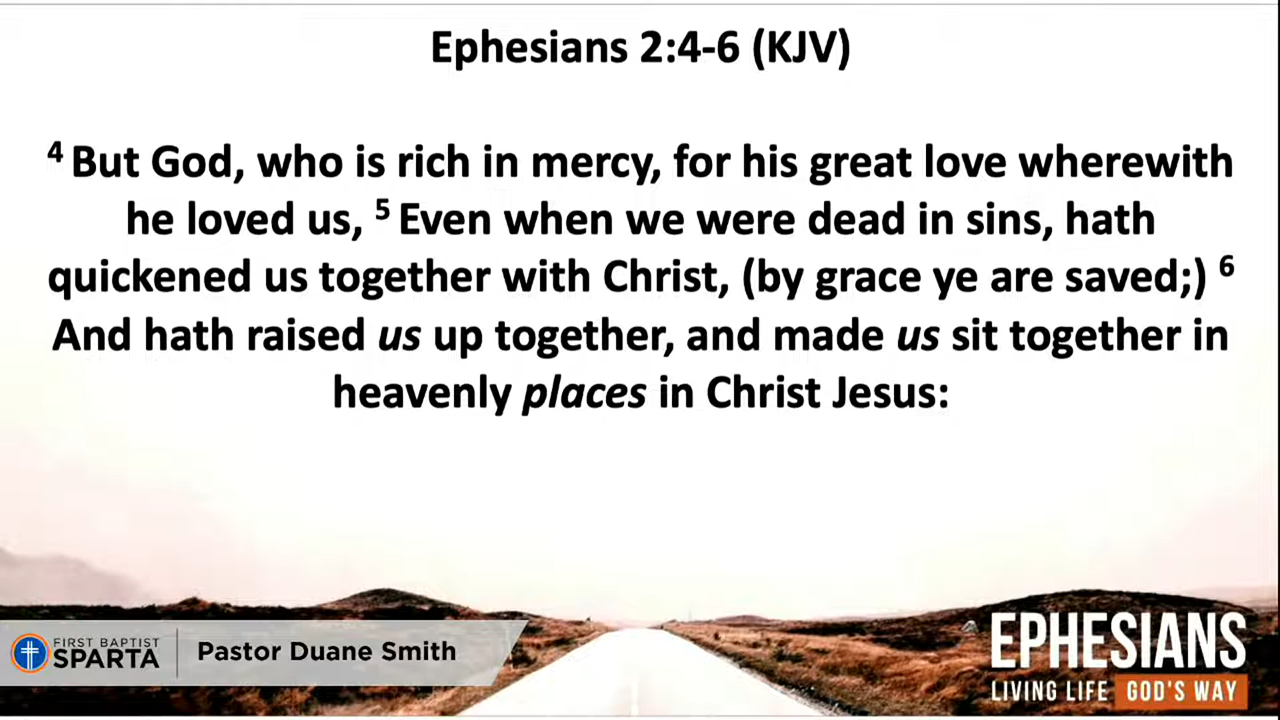 Ephesians 2:4-6 (KJV)
4 But God, who is rich in mercy, for his great love wherewith
he loved us, 5 Even when we were dead in sins, hath
quickened us together with Christ, (by grace ye are saved;) 6
And hath raised us up together, and made us sit together in
heavenly places in Christ Jesus:
FIRST BAPTIST
SPARTA
Pastor Duane Smith
EPHESIANS
LIVING LIFE GOD'S WAY